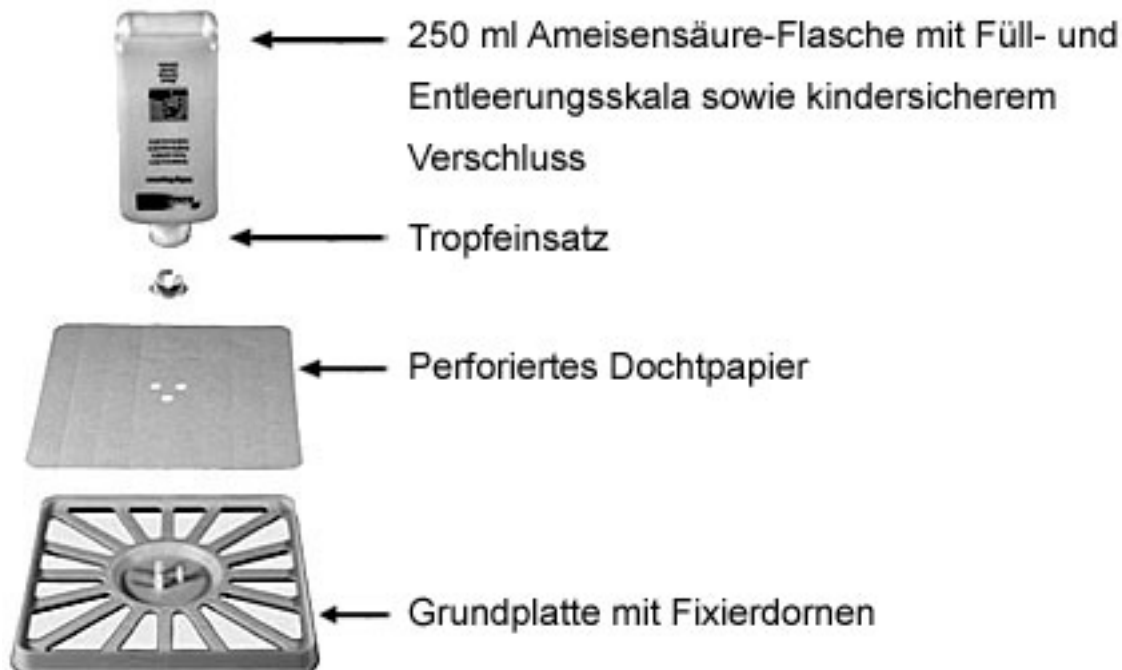 250 ml Ameisensäure-Flasche mit Füll- und
Entleerungsskala sowie kindersicherem
Verschluss
Tropfeinsatz
Perforiertes Dochtpapier
Grundplatte mit Fixierdornen